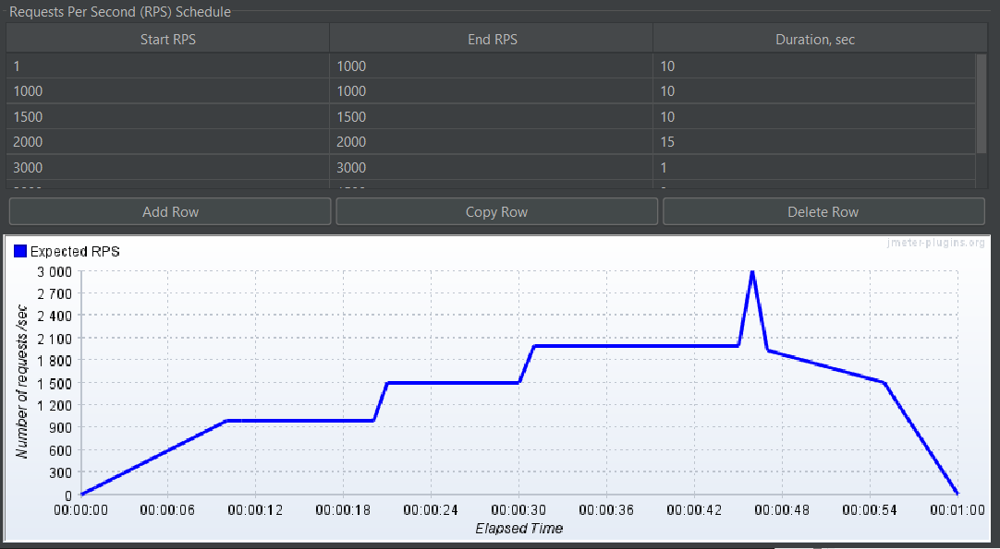 Requests Per Second (RPS) Schedule
Start RPS End RPS Duration, sec
1 1000 10
1000 1000 10
1500 1500 10
2000 2000 15
3000 3000 1
Add Row Copy Row Delete Row
jmeter-plugins.org
Expected RPS
3 000
2 700
2 400
2 100
1 800
1 500
1 200
900
600
300
0
Number of requests /sec
00:00:00 00:00:06 00:00:12 00:00:18 00:00:24 00:00:30 00:00:36 00:00:42 00:00:48 00:00:54 00:01:00
Elapsed Time